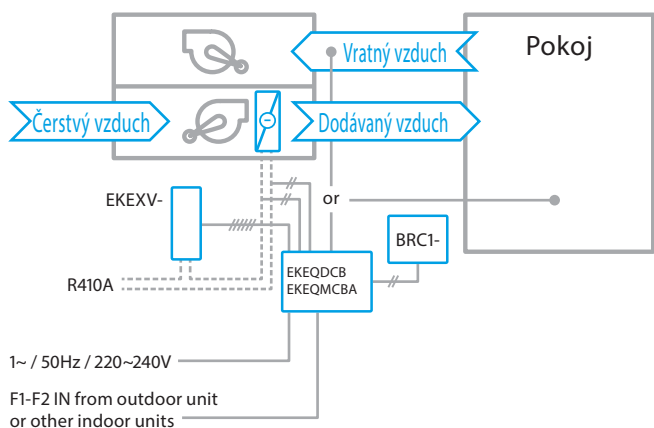 Vratný vzduch
Pokoj
Čerstvý vzduch
Dodávaný vzduch
EKEXV-
or
BRC1-
EKEQDCB
EKEQMCBA
R410A
1~ / 50Hz / 220~240V
F1-F2 IN from outdoor unit
or other indoor units